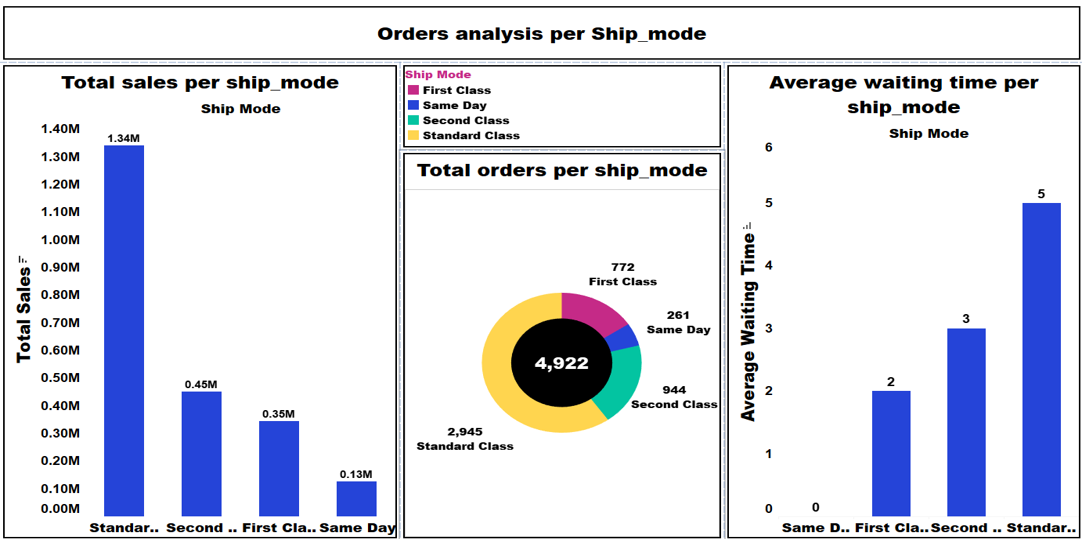 Orders analysis per Ship_mode
Total sales per ship_mode
Ship Mode
1.40M
1.34M
1.30M
1.20M
1.10M
1.00M
0.90M
0.80M
0.70M
0.60M
0.50M
0.45M
0.40M
0.35M
0.30M
0.20M
0.13M
0.10M
0.00M
Total Sales
Standar..
Second ..
First Cla..
Same Day
Ship Mode
First Class
Same Day
Second Class
Standard Class
Total orders per ship_mode
772
First Class
261
Same Day
4,922
944
Second Class
2,945
Standard Class
Average waiting time per
ship_mode
Ship Mode
6
5
5
4
3
3
2
2
1
0
0
Average Waiting Time
Same D..
First Cla..
Second ..
Standar..